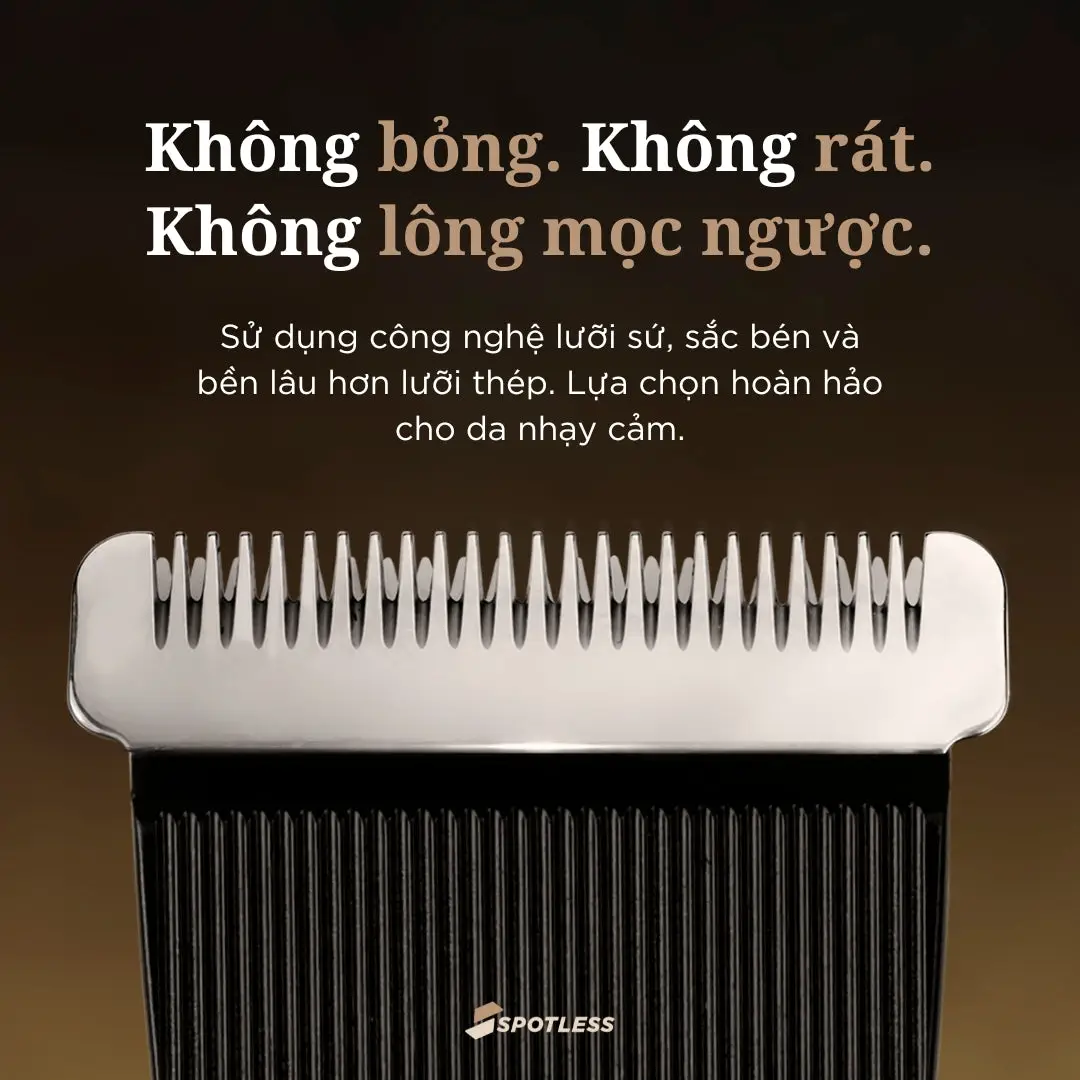 Không bỏng. Không rát.
Không lông mọc ngược.
Sử dụng công nghệ lưỡi sứ, sắc bén và
bền lâu hơn lưỡi thép. Lựa chọn hoàn hảo
cho da nhạy cảm.
SPOTLESS